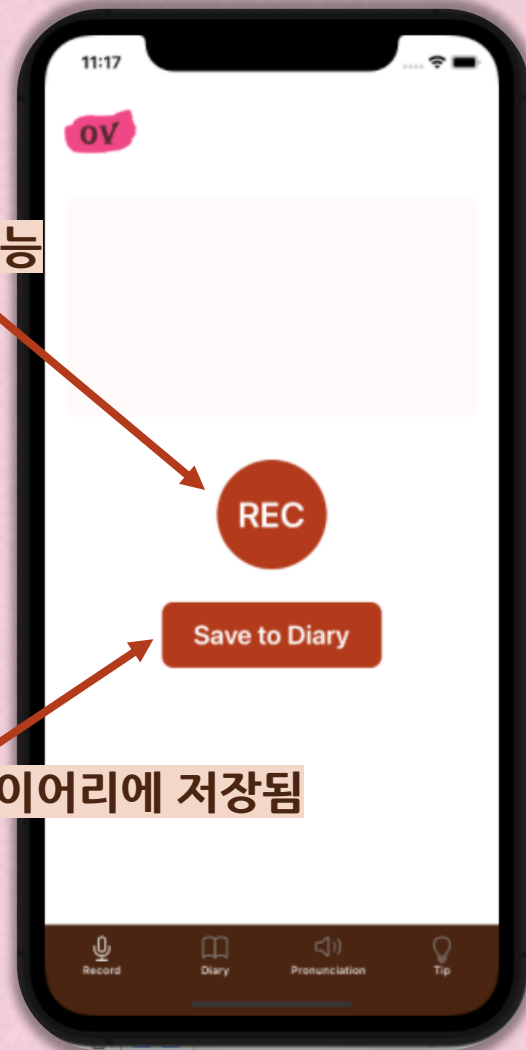 11:17
ov
능
REC
Save to Diary
이어리에 저장됨
Record
Diary
Pronunciation
Tip